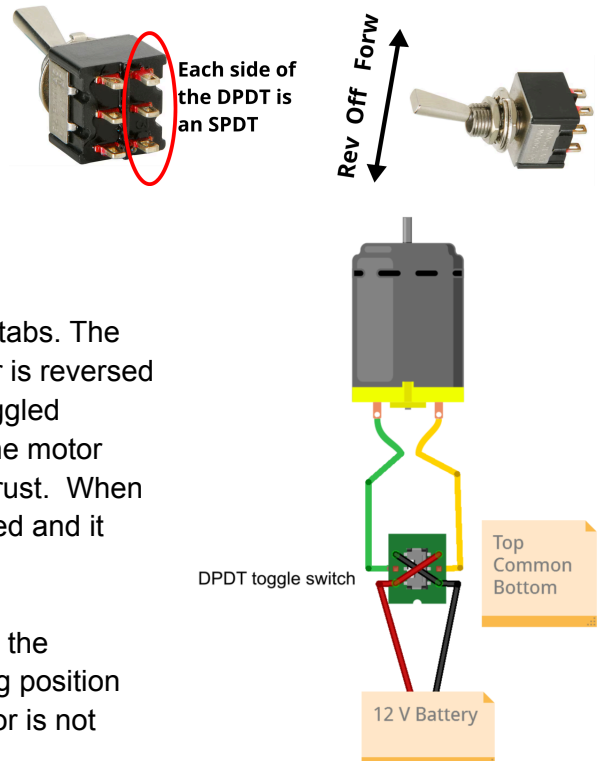 Each side of
the DPDT is
an SPDT
Rev Off Forw
tabs. The
is reversed
ggled
motor
rust. When
ed and it
the
position
or is not
DPDT toggle switch
Top
Common
Bottom
12 V Battery